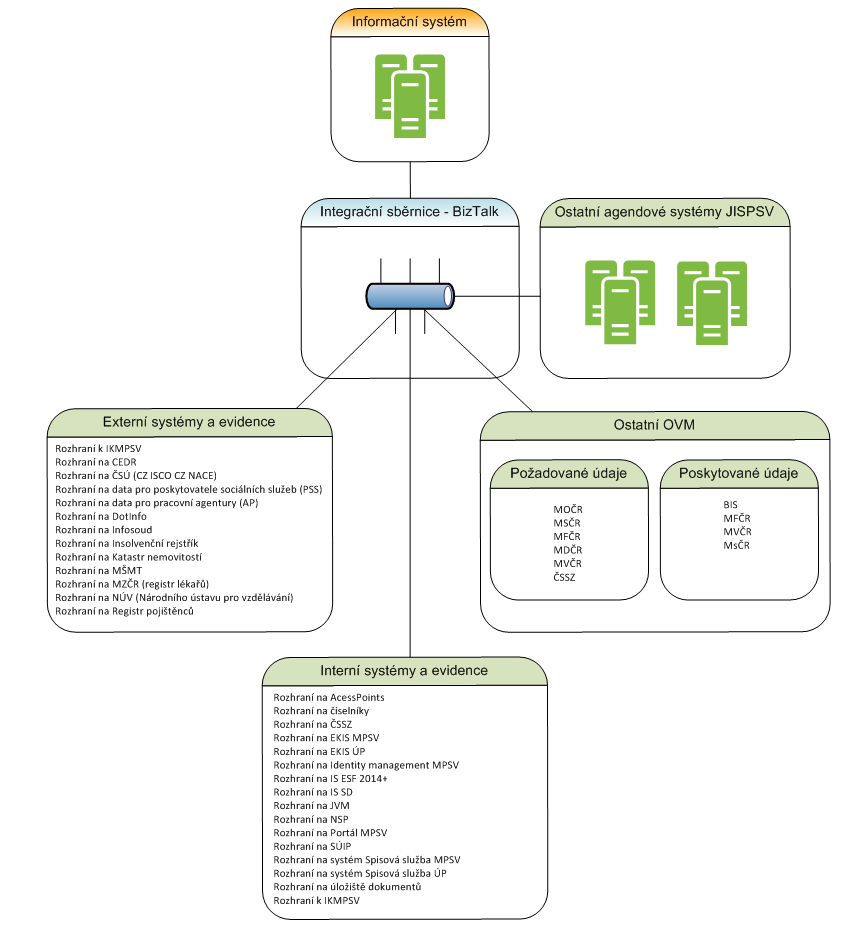 Informační systém
Integrační sběrnice - BizTalk
Ostatní agendové systémy JISPSV
Externí systémy a evidence
Rozhraní k IKMPSV
Rozhraní na CEDR
Rozhraní na ČSÚ (CZ ISCO CZ NACE)
Rozhraní na data pro poskytovatele sociálních služeb (PSS)
Rozhraní na data pro pracovní agentury (AP)
Rozhraní na DotInfo
Rozhraní na Infosoud
Rozhraní na Insolvenční rejstřík
Rozhraní na Katastr nemovitostí
Rozhraní na MŠMT
Rozhraní na MZČR (registr lékařů)
Rozhraní na NÚV (Národního ústavu pro vzdělávání)
Rozhraní na Registr pojištěnců
Ostatní OVM
Požadované údaje
MOČR
MSČR
MFČR
MDČR
MVČR
ČSSZ
Poskytované údaje
BIS
MFČR
MVČR
MsČR
Interní systémy a evidence
Rozhraní na AcessPoints
Rozhraní na číselníky
Rozhraní na ČSSZ
Rozhraní na EKIS MPSV
Rozhraní na EKIS ÚP
Rozhraní na Identity management MPSV
Rozhraní na IS ESF 2014+
Rozhraní na IS SD
Rozhraní na JVM
Rozhraní na NSP
Rozhraní na Portál MPSV
Rozhraní na SÚIP
Rozhraní na systém Spisová služba MPSV
Rozhraní na systém Spisová služba ÚP
Rozhraní na úložiště dokumentů
Rozhraní k IKMPSV